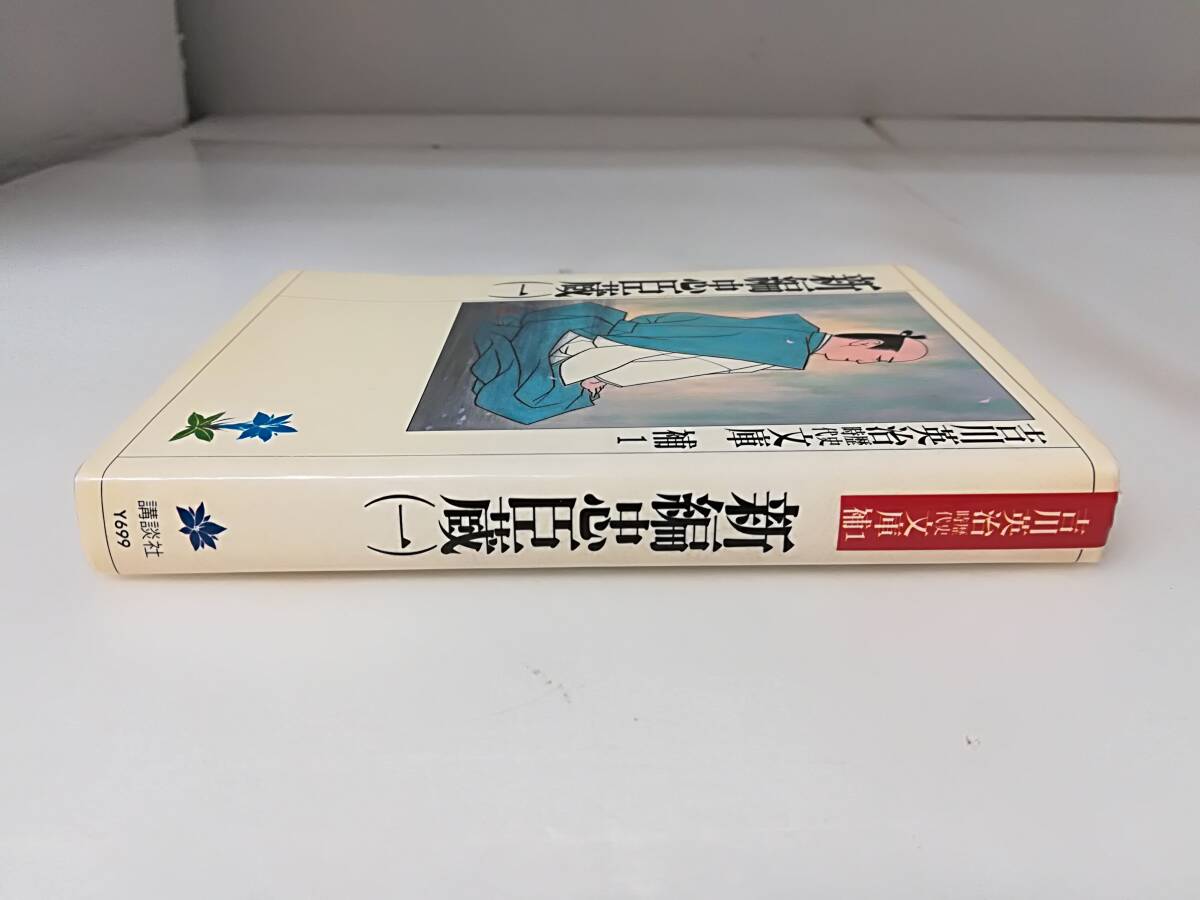 新編忠臣蔵(一)
吉川英治歴史時代文庫 補1
吉川英治歴史時代文庫 補1
新編忠臣蔵(一)
講談社
Y699